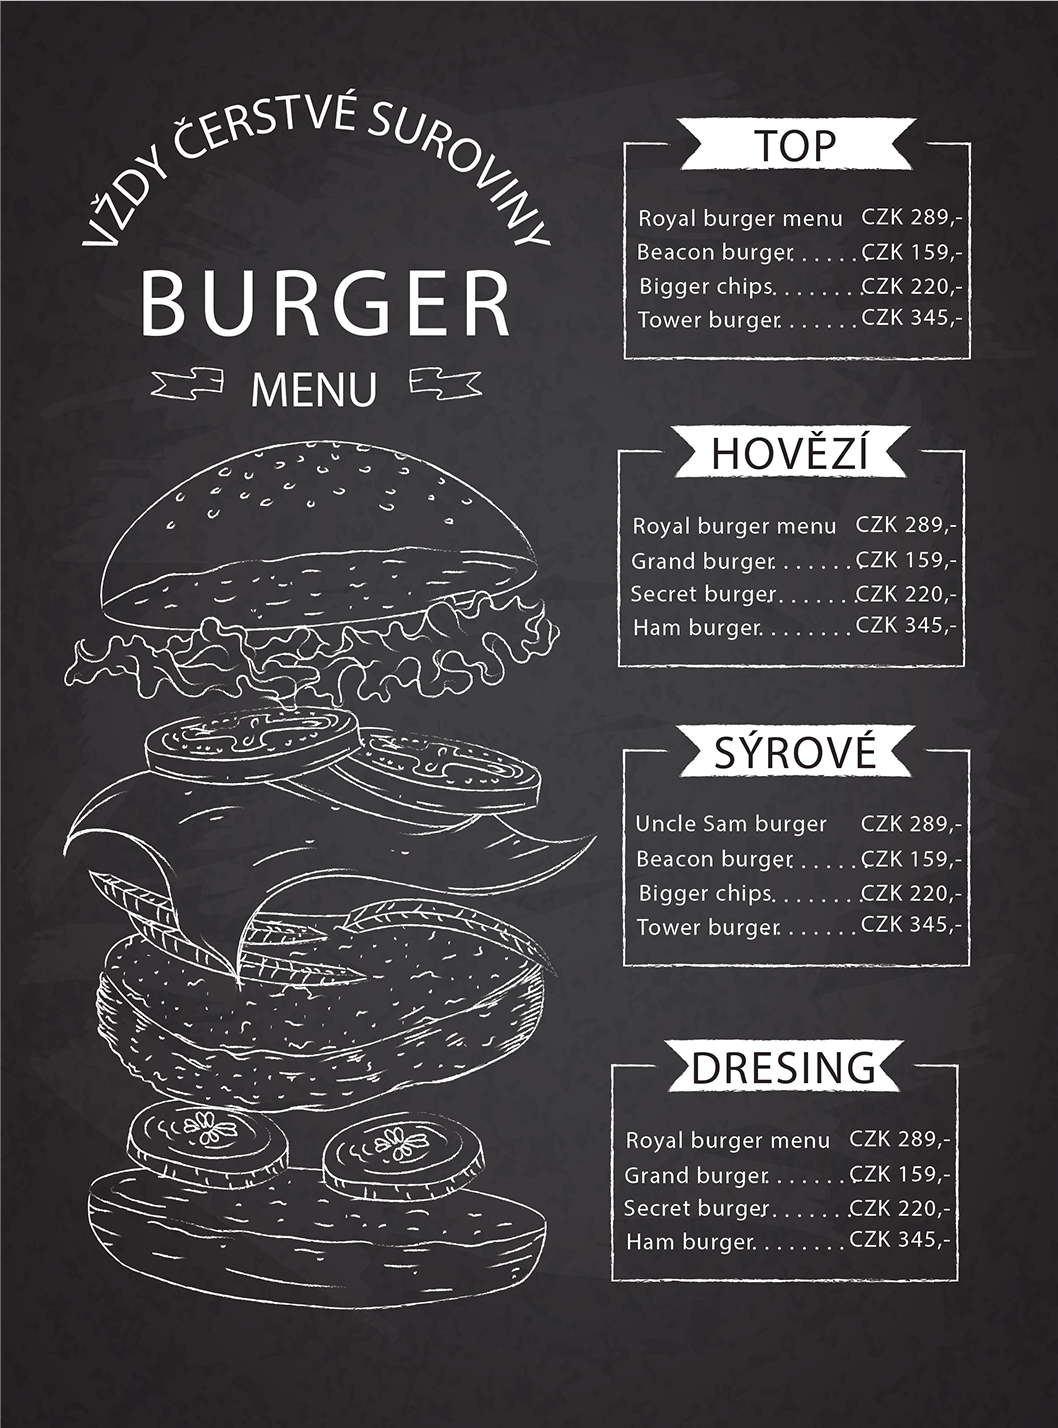 VŽDY ČERSTVÉ SUROVINY
BURGER
MENU
TOP
Royal burger menu CZK 289,-
Beacon burger......CZK 159,-
Bigger chips........CZK 220,-
Tower burger.......CZK 345,-
HOVĚZÍ
Royal burger menu CZK 289,-
Grand burger.......CZK 159,-
Secret burger.......CZK 220,-
Ham burger........CZK 345,-
SÝROVÉ
Uncle Sam burger CZK 289,-
Beacon burger......CZK 159,-
Bigger chips........CZK 220,-
Tower burger.......CZK 345,-
DRESING
Royal burger menu CZK 289,-
Grand burger.......CZK 159,-
Secret burger.......CZK 220,-
Ham burger........CZK 345,-